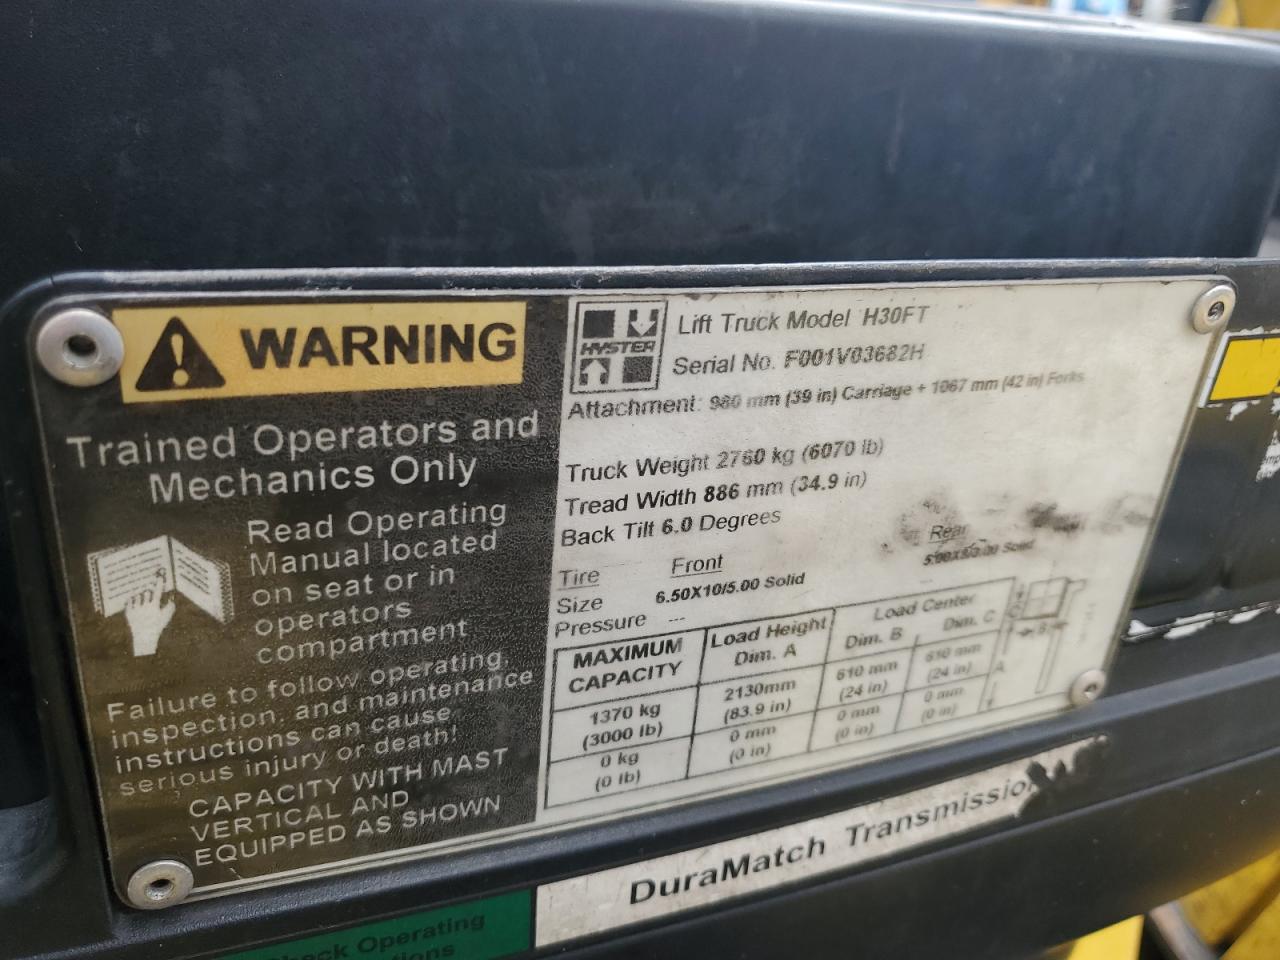 WARNING
Trained Operators and
Mechanics Only
Read Operating
Manual located
on seat or in
operators
compartment
Failure to follow operating,
inspection, and maintenance
instructions can cause
serious injury or death!
CAPACITY WITH MAST
VERTICAL AND
EQUIPPED AS SHOWN
HYSTER
Lift Truck Model H30FT
Serial No. F001V03682H
Attachment: 980 mm (39 in) Carriage + 1067 mm (42 in) Forks
Truck Weight 2760 kg (6070 lb)
Tread Width 886 mm (34.9 in)
Back Tilt 6.0 Degrees
Tire Front Rear
Size 6.50X10/5.00 Solid Solid
Pressure ---
MAXIMUM CAPACITY
Load Height Dim. A
Load Center
Dim. B Dim. C
1370 kg (3000 lb) 2130mm (83.9 in) 610 mm (24 in) 610 mm (24 in)
0 kg (0 lb) 0 mm (0 in) 0 mm (0 in) 0 mm (0 in)
A
B
C
DuraMatch Transmission
Check Operating